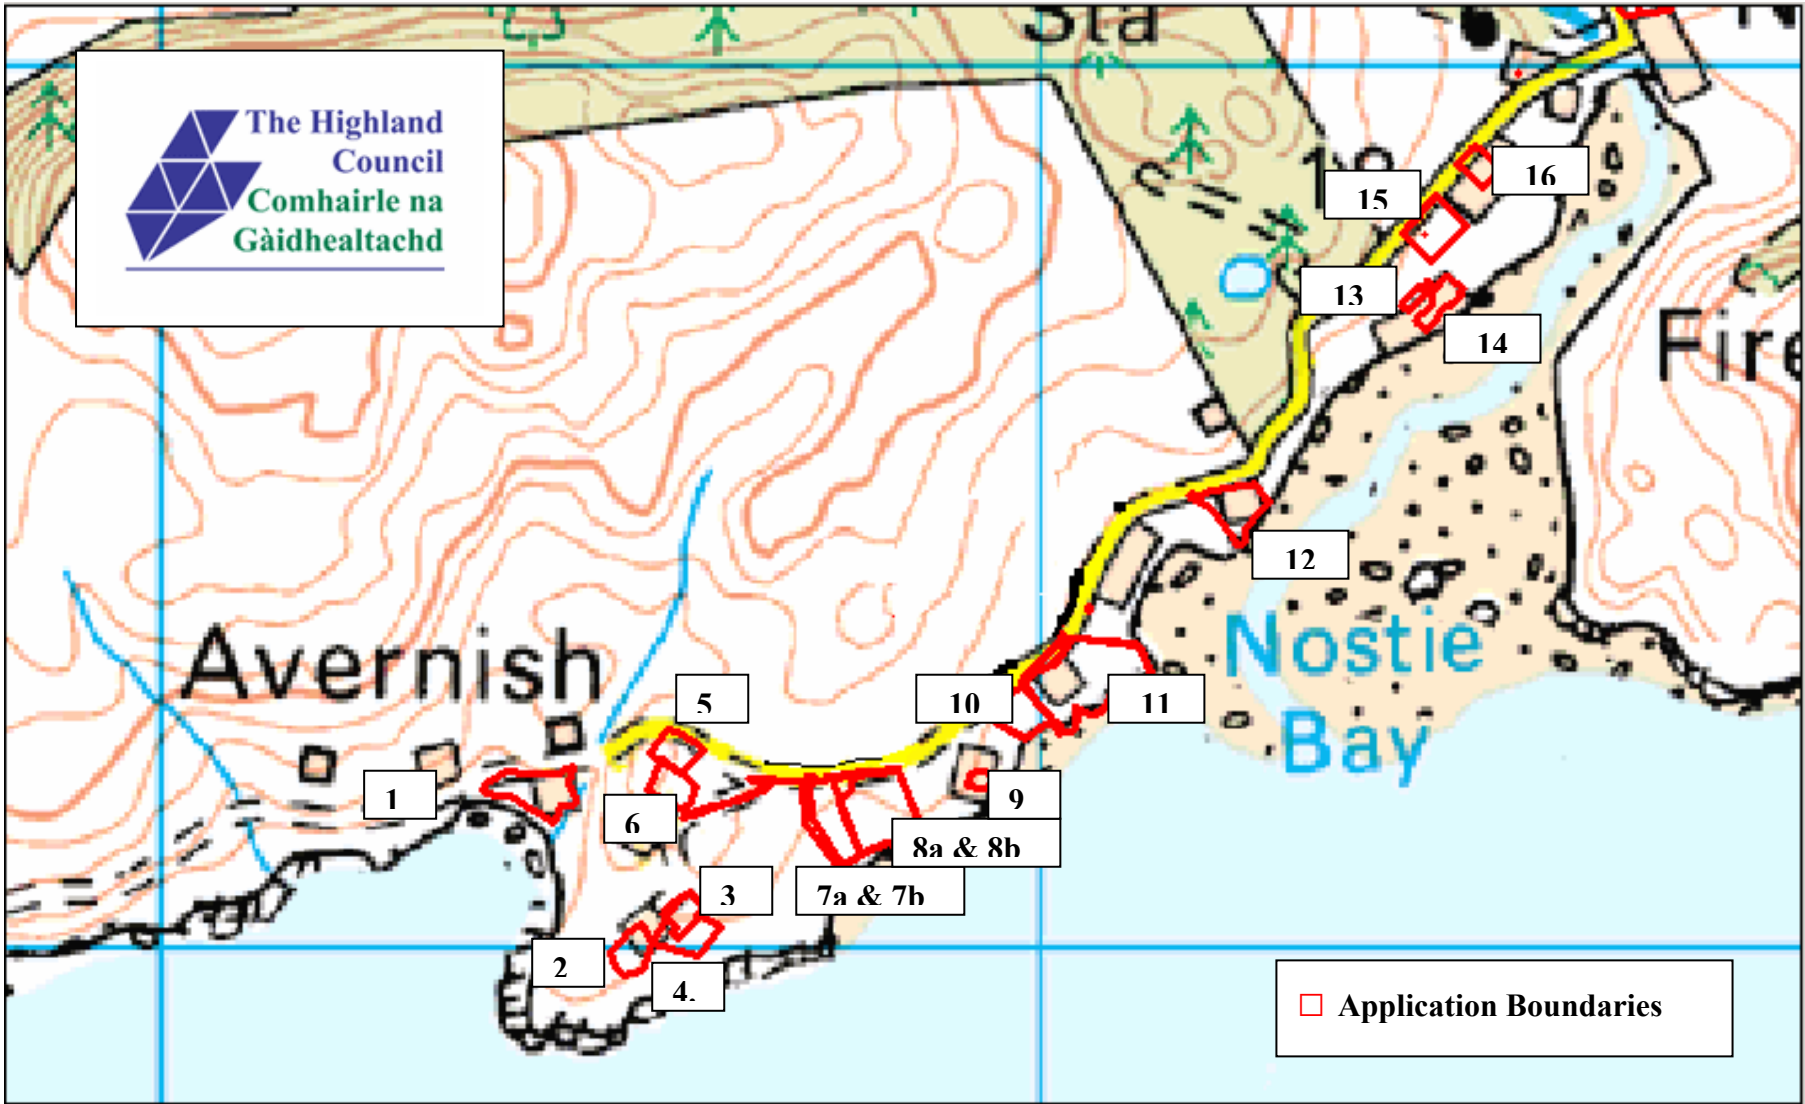 Sta
The Highland
Council
Comhairle na
Gàidhealtachd
16
15
13
14
Fire
12
Avernish
Nostie
Bay
5
10
11
1
9
6
8a & 8b
3
7a & 7b
2
4.
Application Boundaries